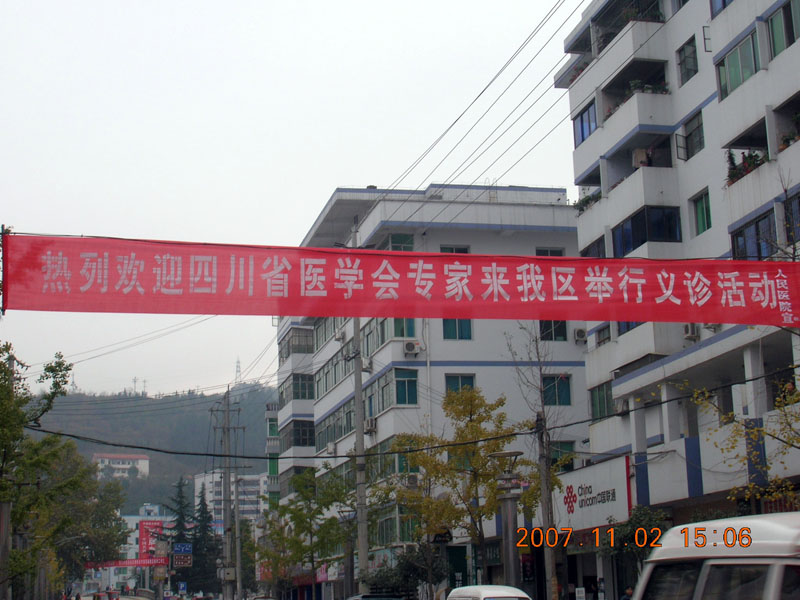 热列欢迎四川省医学会专家来我区举行义诊活动
人民医院宣
China
unicom中国联通
2007.11.02 15:06